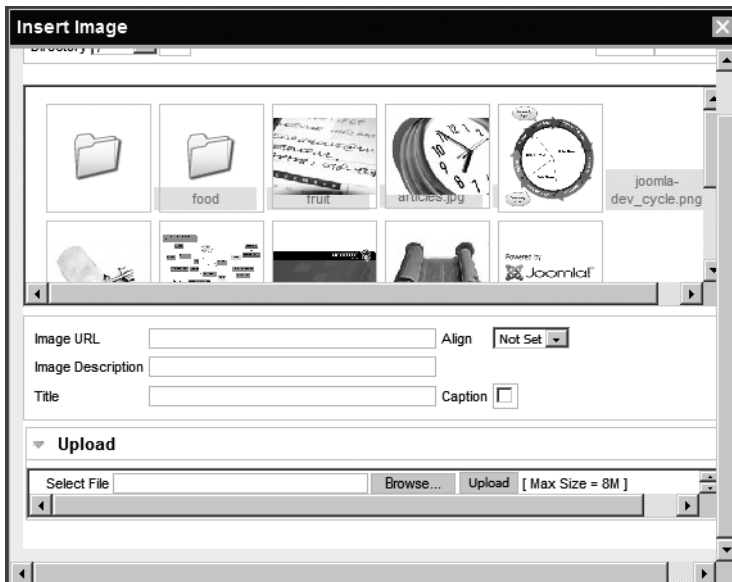 Insert Image
Directory /
food
fruit
articles.jpg
joomla-
dev_cycle.png
Powered by
Joomla!
Image URL
Align
Not Set
Image Description
Title
Caption
Upload
Select File
Browse...
Upload
[ Max Size = 8M ]